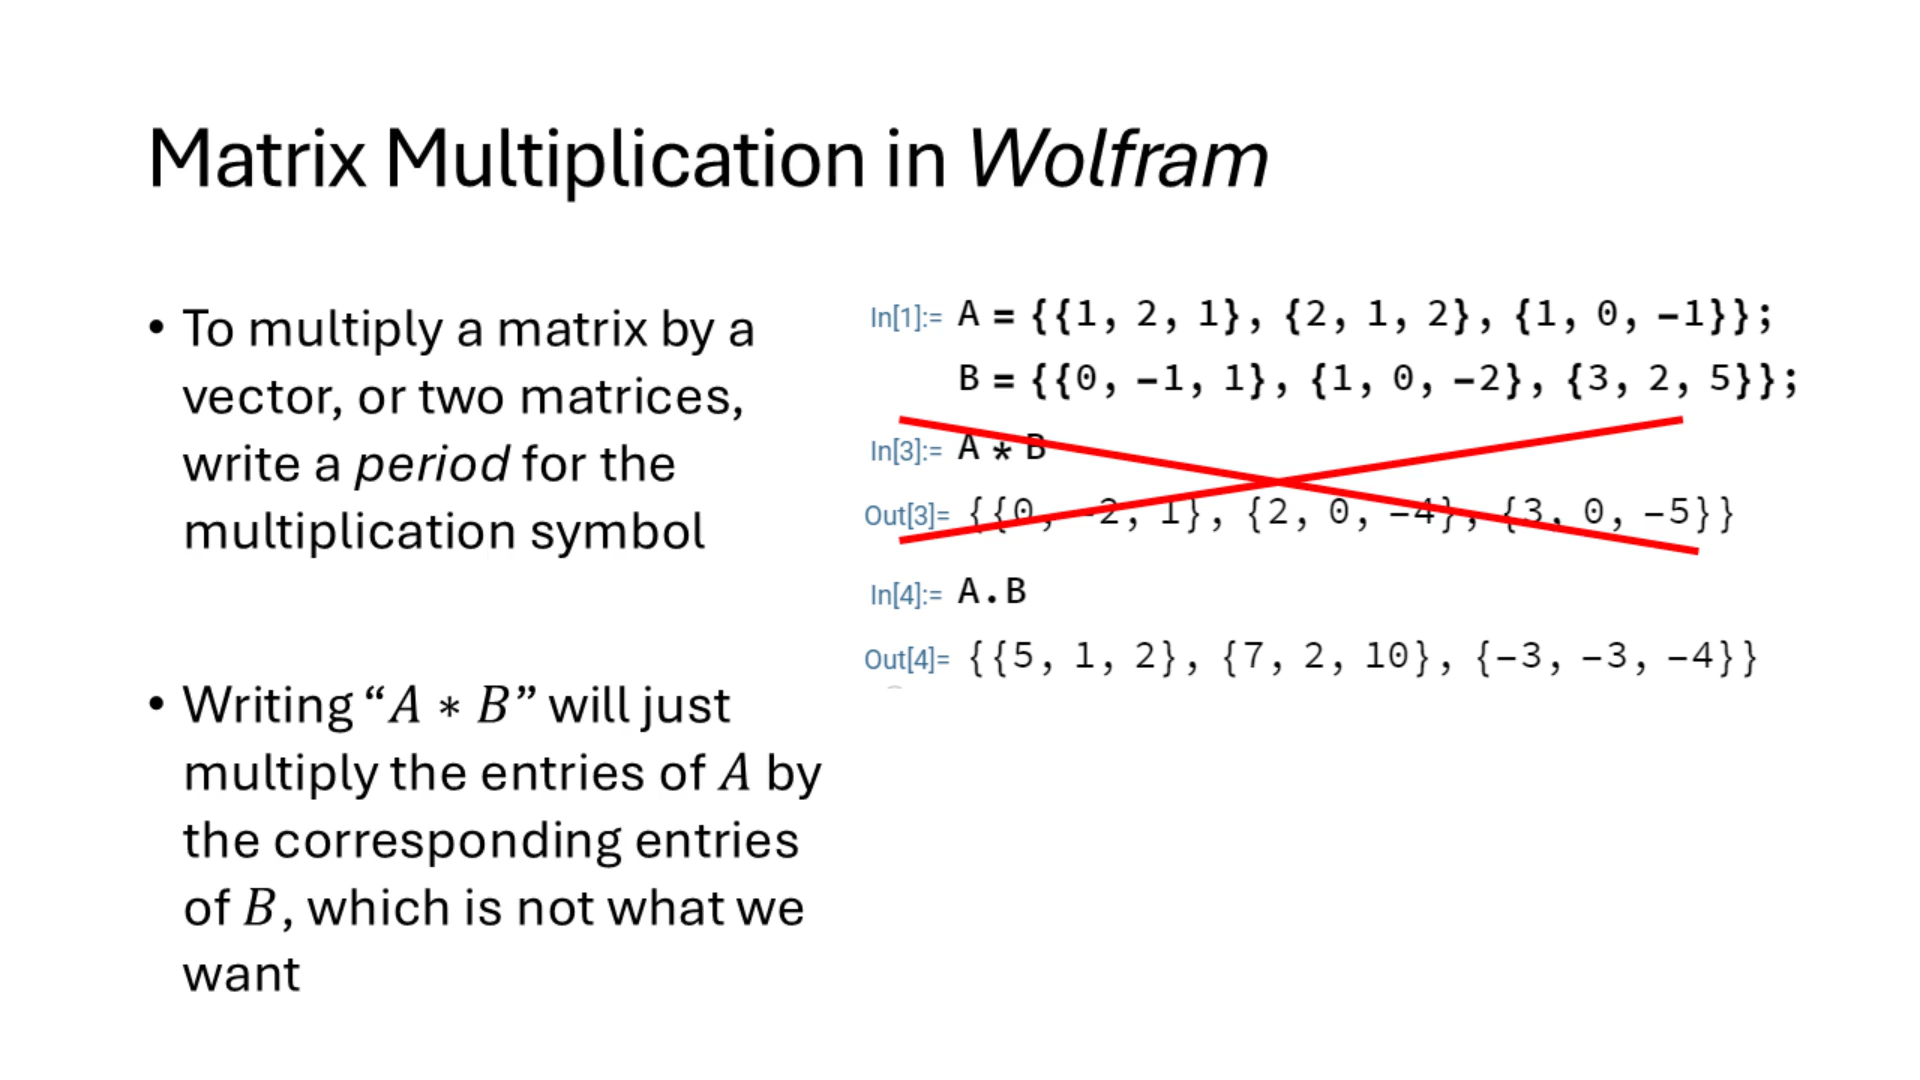 Matrix Multiplication in Wolfram
• To multiply a matrix by a
vector, or two matrices,
write a period for the
multiplication symbol
• Writing “A ∗ B” will just
multiply the entries of A by
the corresponding entries
of B, which is not what we
want
In[1]:= A = {{1, 2, 1}, {2, 1, 2}, {1, 0, −1}};
B = {{0, −1, 1}, {1, 0, −2}, {3, 2, 5}};
In[3]:= A * B
Out[3]= {{0, −2, 1}, {2, 0, −4}, {3, 0, −5}}
In[4]:= A.B
Out[4]= {{5, 1, 2}, {7, 2, 10}, {−3, −3, −4}}